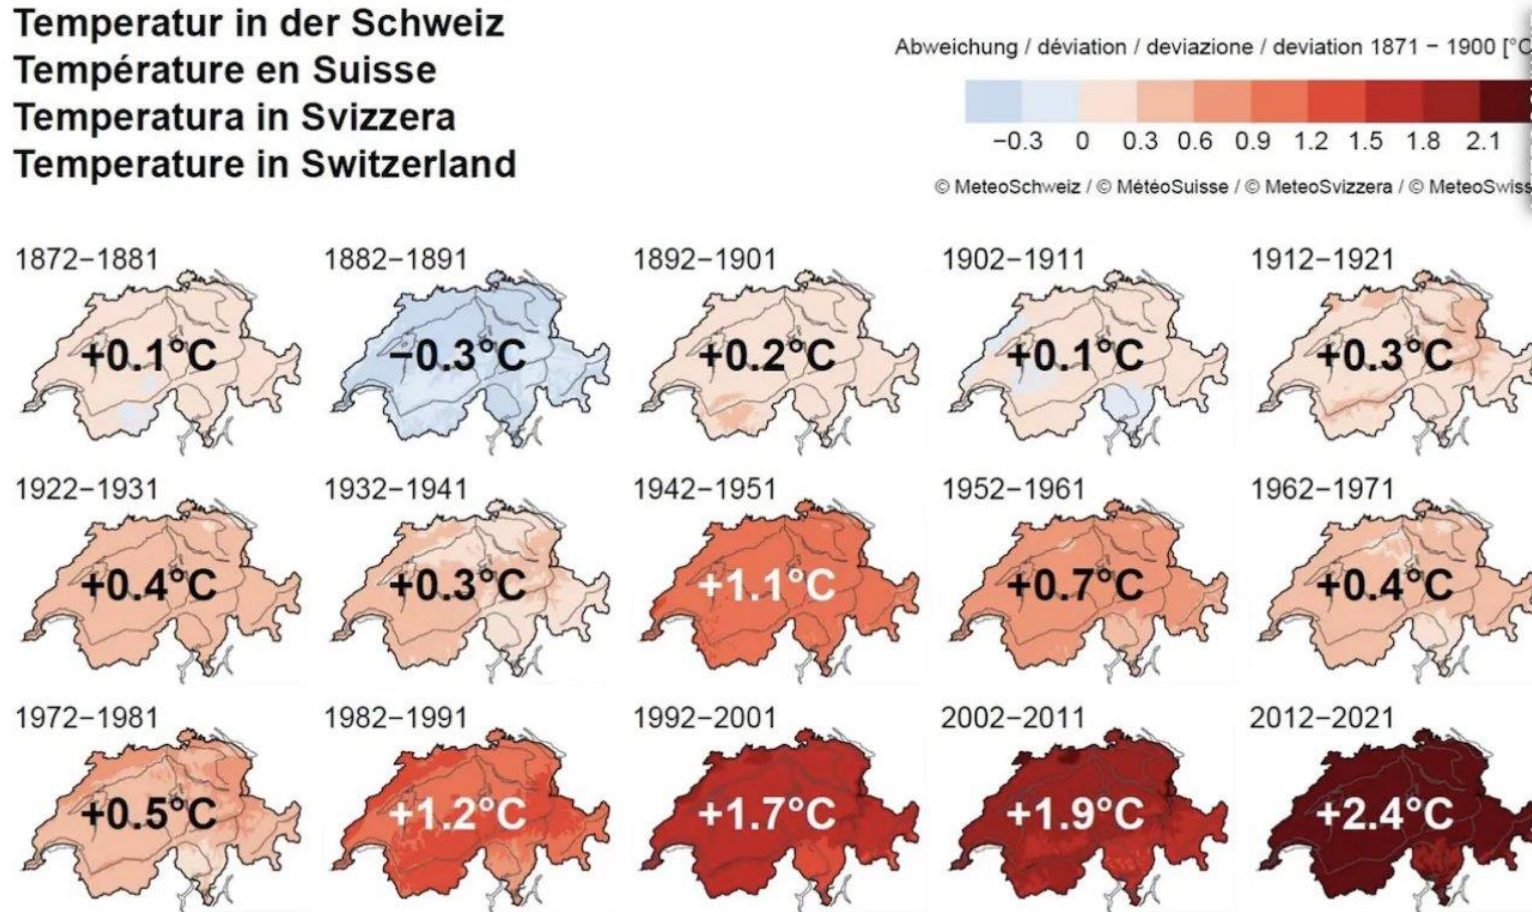 Temperatur in der Schweiz
Température en Suisse
Temperatura in Svizzera
Temperature in Switzerland
Abweichung / déviation / deviazione / deviation 1871 – 1900 [°C
−0.3 0 0.3 0.6 0.9 1.2 1.5 1.8 2.1
© MeteoSchweiz / © MétéoSuisse / © MeteoSvizzera / © MeteoSwiss
1872–1881 1882–1891 1892–1901 1902–1911 1912–1921
+0.1°C −0.3°C +0.2°C +0.1°C +0.3°C
1922–1931 1932–1941 1942–1951 1952–1961 1962–1971
+0.4°C +0.3°C +1.1°C +0.7°C +0.4°C
1972–1981 1982–1991 1992–2001 2002–2011 2012–2021
+0.5°C +1.2°C +1.7°C +1.9°C +2.4°C